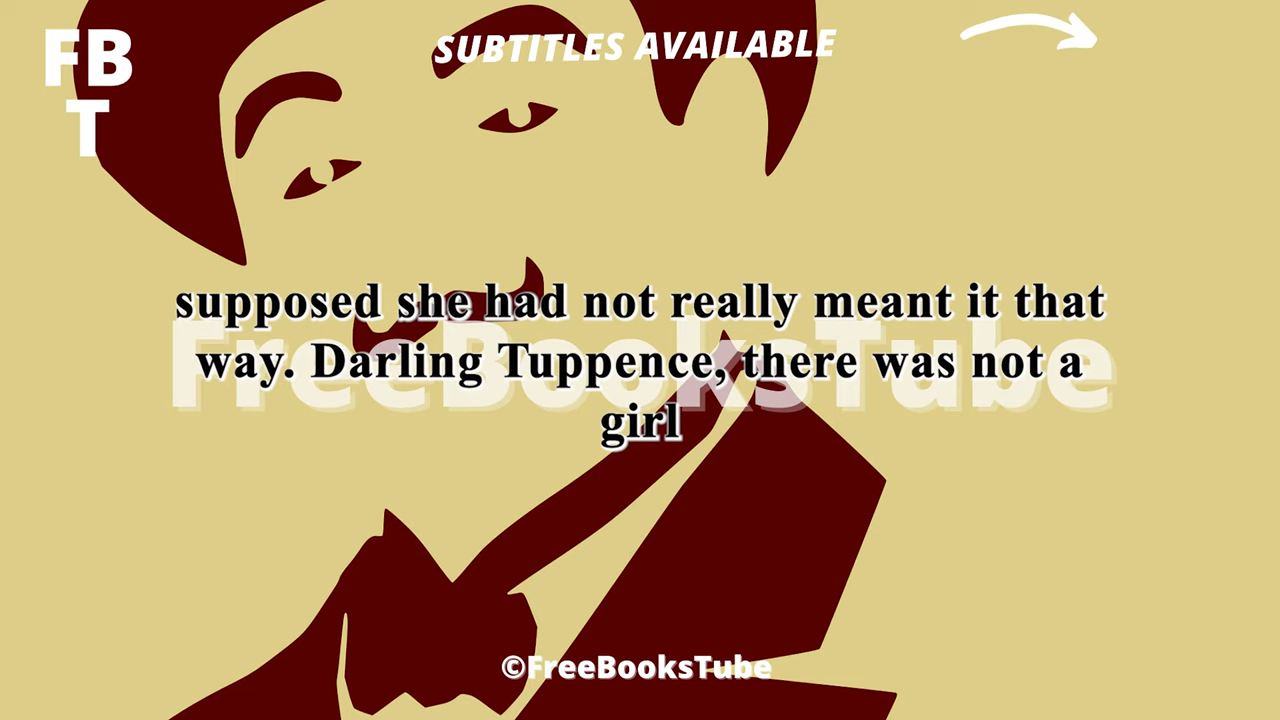 FB
T
SUBTITLES AVAILABLE
supposed she had not really meant it that
way. Darling Tuppence, there was not a
girl
FreeBooksTube
©FreeBooksTube